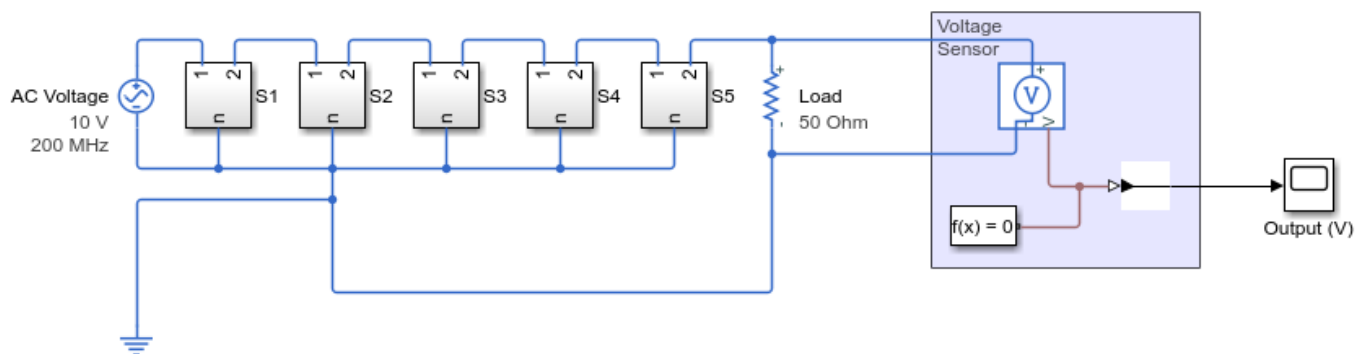 AC Voltage
10 V
200 MHz
1
2
n
S1
1
2
n
S2
1
2
n
S3
1
2
n
S4
1
2
n
S5
+
-
Load
50 Ohm
Voltage
Sensor
+
V
-
V
f(x) = 0
Output (V)